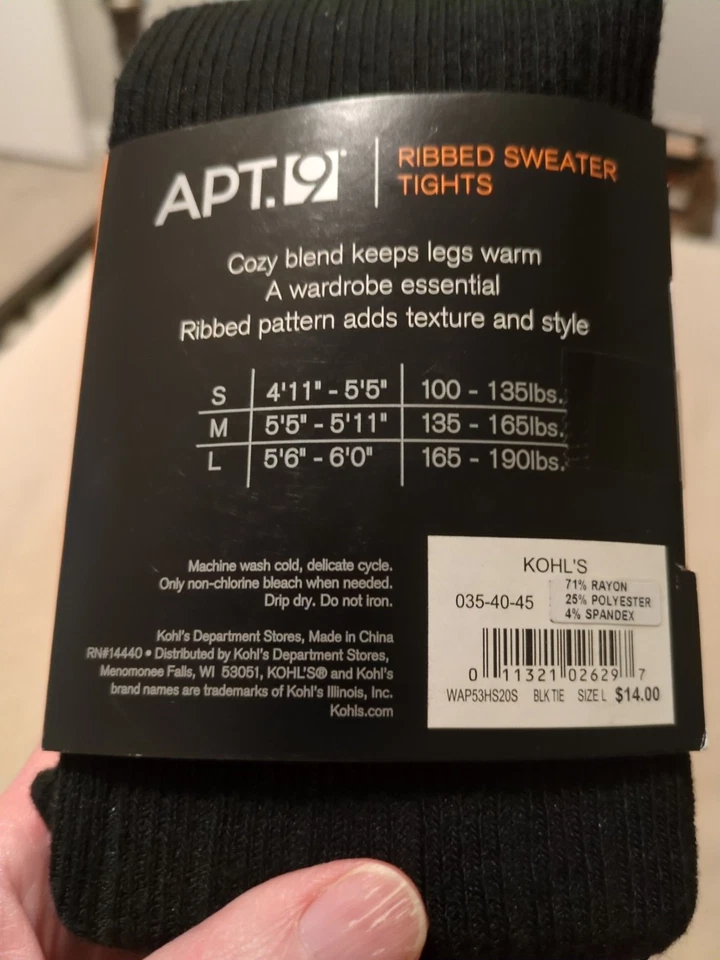 APT.9 RIBBED SWEATER
TIGHTS
Cozy blend keeps legs warm
A wardrobe essential
Ribbed pattern adds texture and style
S 4'11" - 5'5" 100 - 135lbs.
M 5'5" - 5'11" 135 - 165lbs.
L 5'6" - 6'0" 165 - 190lbs.
Machine wash cold, delicate cycle.
Only non-chlorine bleach when needed.
Drip dry. Do not iron.
Kohl's Department Stores, Made in China
RN#14440 • Distributed by Kohl's Department Stores,
Menomonee Falls, WI 53051, KOHL'S® and Kohl's
brand names are trademarks of Kohl's Illinois, Inc.
Kohls.com
KOHL'S
035-40-45
71% RAYON
25% POLYESTER
4% SPANDEX
0 11321 02629 7
WAP53HS20S BLK TIE SIZE L $14.00